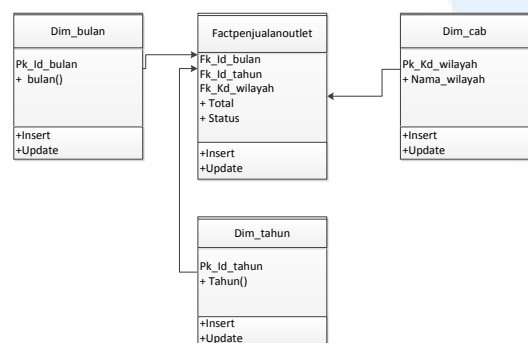 Dim_bulan
Pk_Id_bulan
+ bulan()
+Insert
+Update
Factpenjualanoutlet
Fk_Id_bulan
Fk_Id_tahun
Fk_Kd_wilayah
+ Total
+ Status
+Insert
+Update
Dim_cab
Pk_Kd_wilayah
+ Nama_wilayah
+Insert
+Update
Dim_tahun
Pk_Id_tahun
+ Tahun()
+Insert
+Update